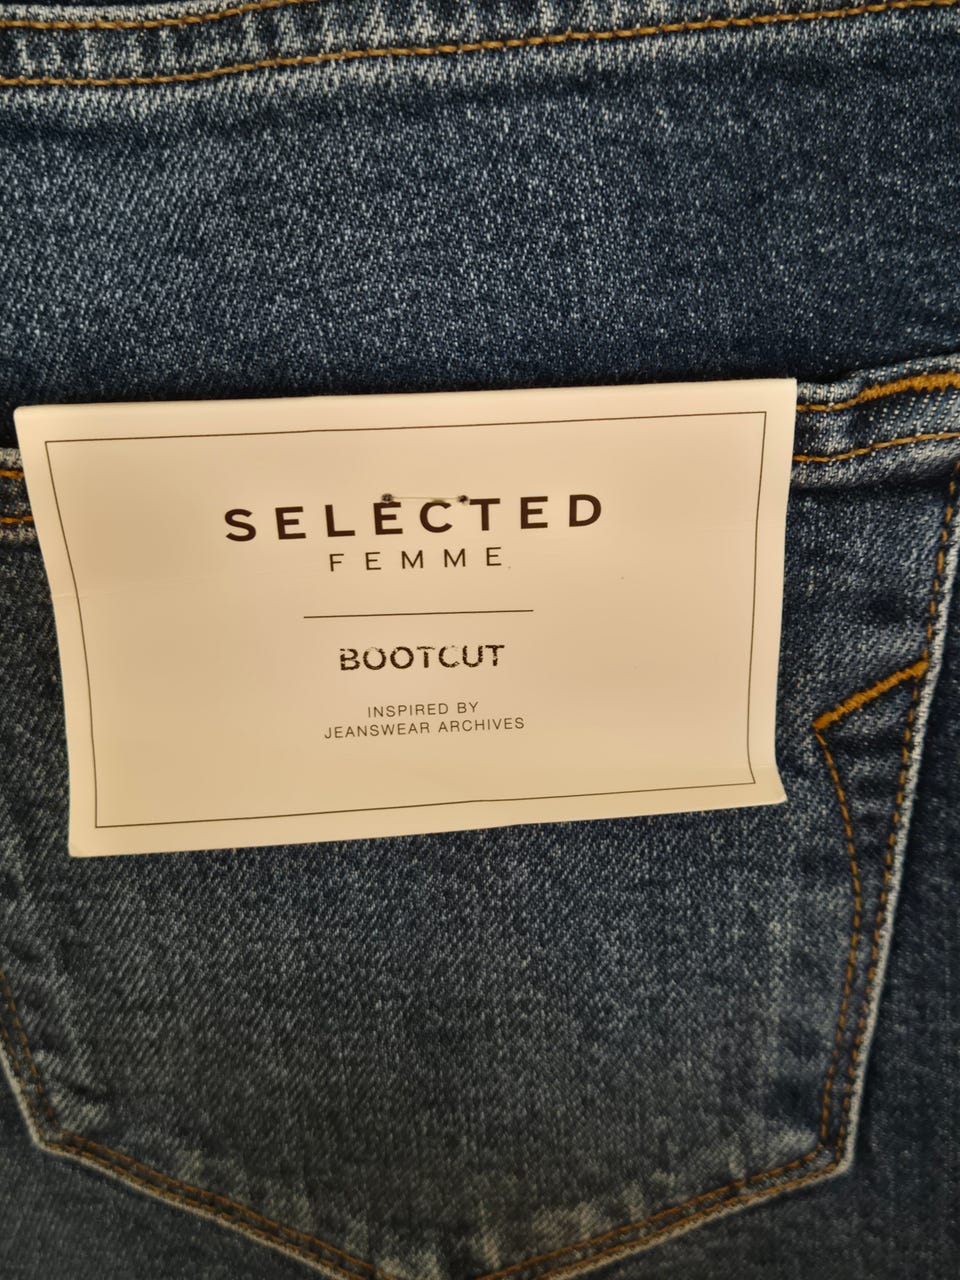 SELECTED
FEMME
BOOTCUT
INSPIRED BY
JEANSWEAR ARCHIVES